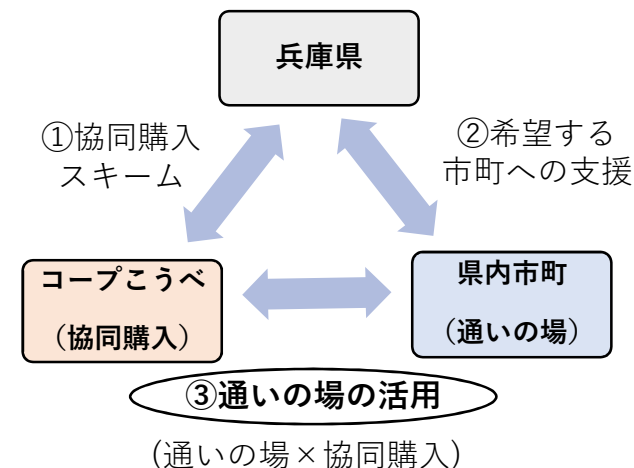 兵庫県
①協同購入
スキーム
②希望する
市町への支援
コープこうべ
（協同購入）
県内市町
（通いの場）
③通いの場の活用
（通いの場×協同購入）